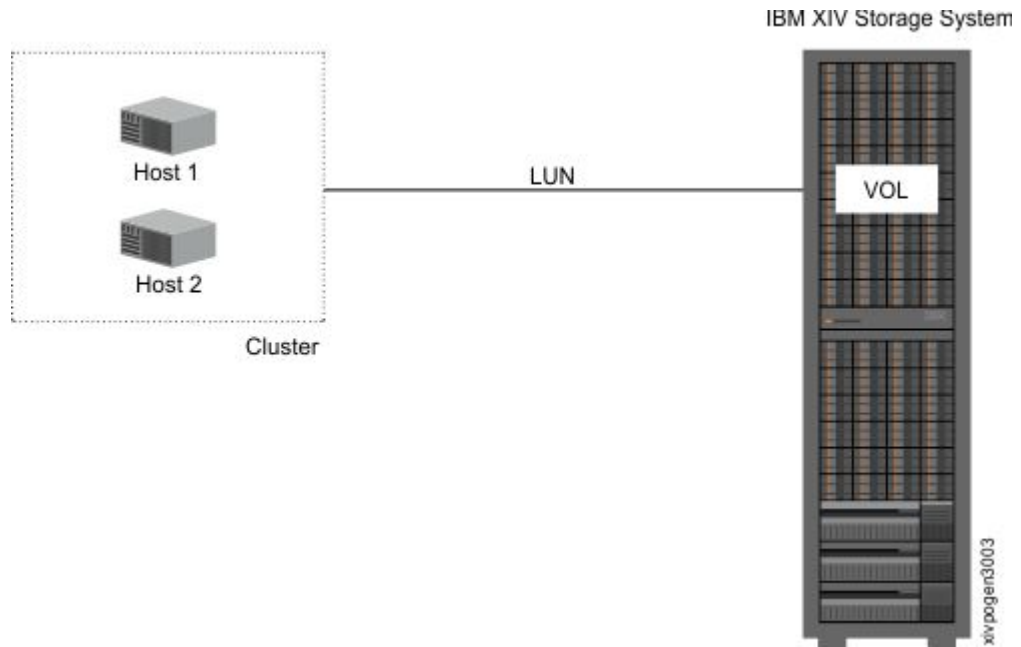 IBM XIV Storage System
Host 1
LUN
VOL
Host 2
Cluster
xivpogen3003